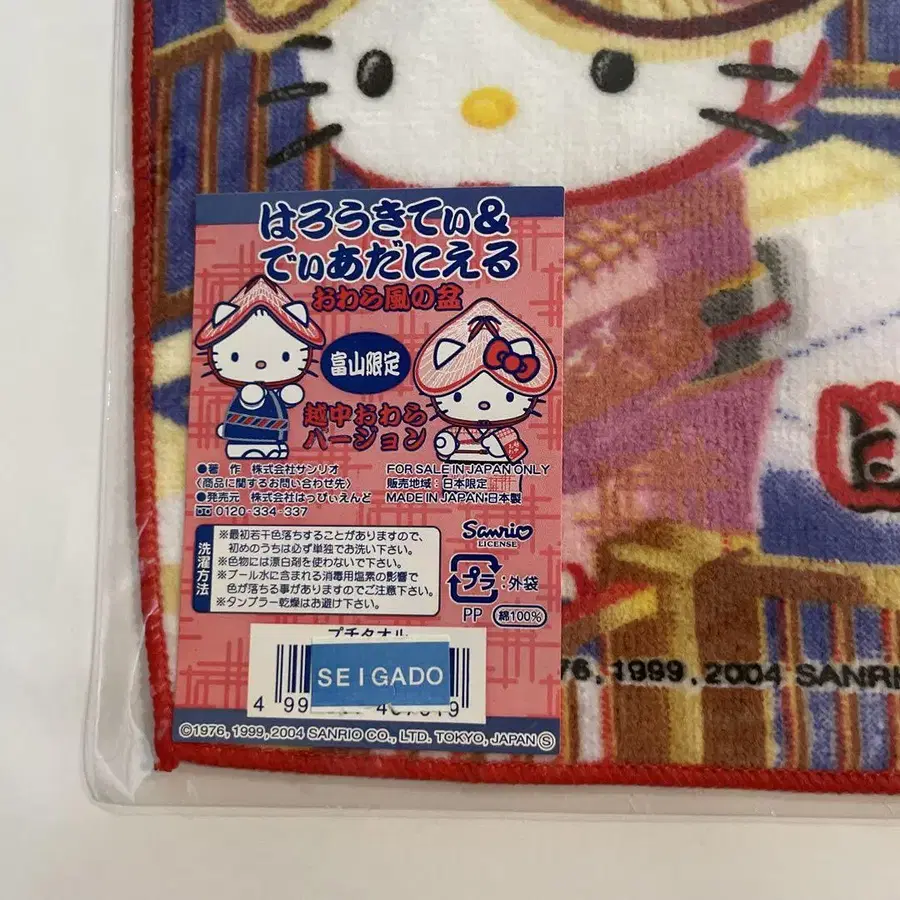 はろうきてぃ&
でぃあだにえる
おわら風の盆
富山限定
越中おわら
バージョン
●著 作 株式会社サンリオ
〈商品に関するお問い合わせ先〉
●発売元 株式会社はっぴぃえんど
0120-334-337
FOR SALE IN JAPAN ONLY
販売地域:日本限定
MADE IN JAPAN 日本製
洗濯方法
※最初若干色落ちすることがありますので、
初めのうちは必ず単独でお洗い下さい。
※色物には漂白剤を使わないで下さい。
※プール水に含まれる消毒用塩素の影響で
色が落ちる事がありますのでご注意下さい。
※タンブラー乾燥はお避け下さい。
Sanrio
LICENSE
プラ:外袋
PP 綿100%
プチタオル
SEIGADO
4 99
©1976, 1999, 2004 SANRIO CO., LTD. TOKYO, JAPAN Ⓢ
76, 1999, 2004 SANRI